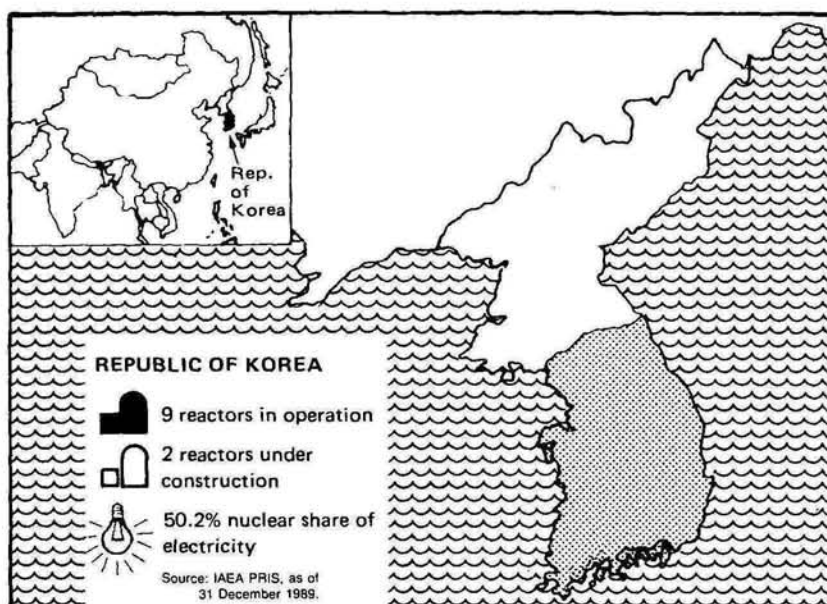 Rep.
of
Korea
REPUBLIC OF KOREA
9 reactors in operation
2 reactors under
construction
50.2% nuclear share of
electricity
Source: IAEA PRIS, as of
31 December 1989.